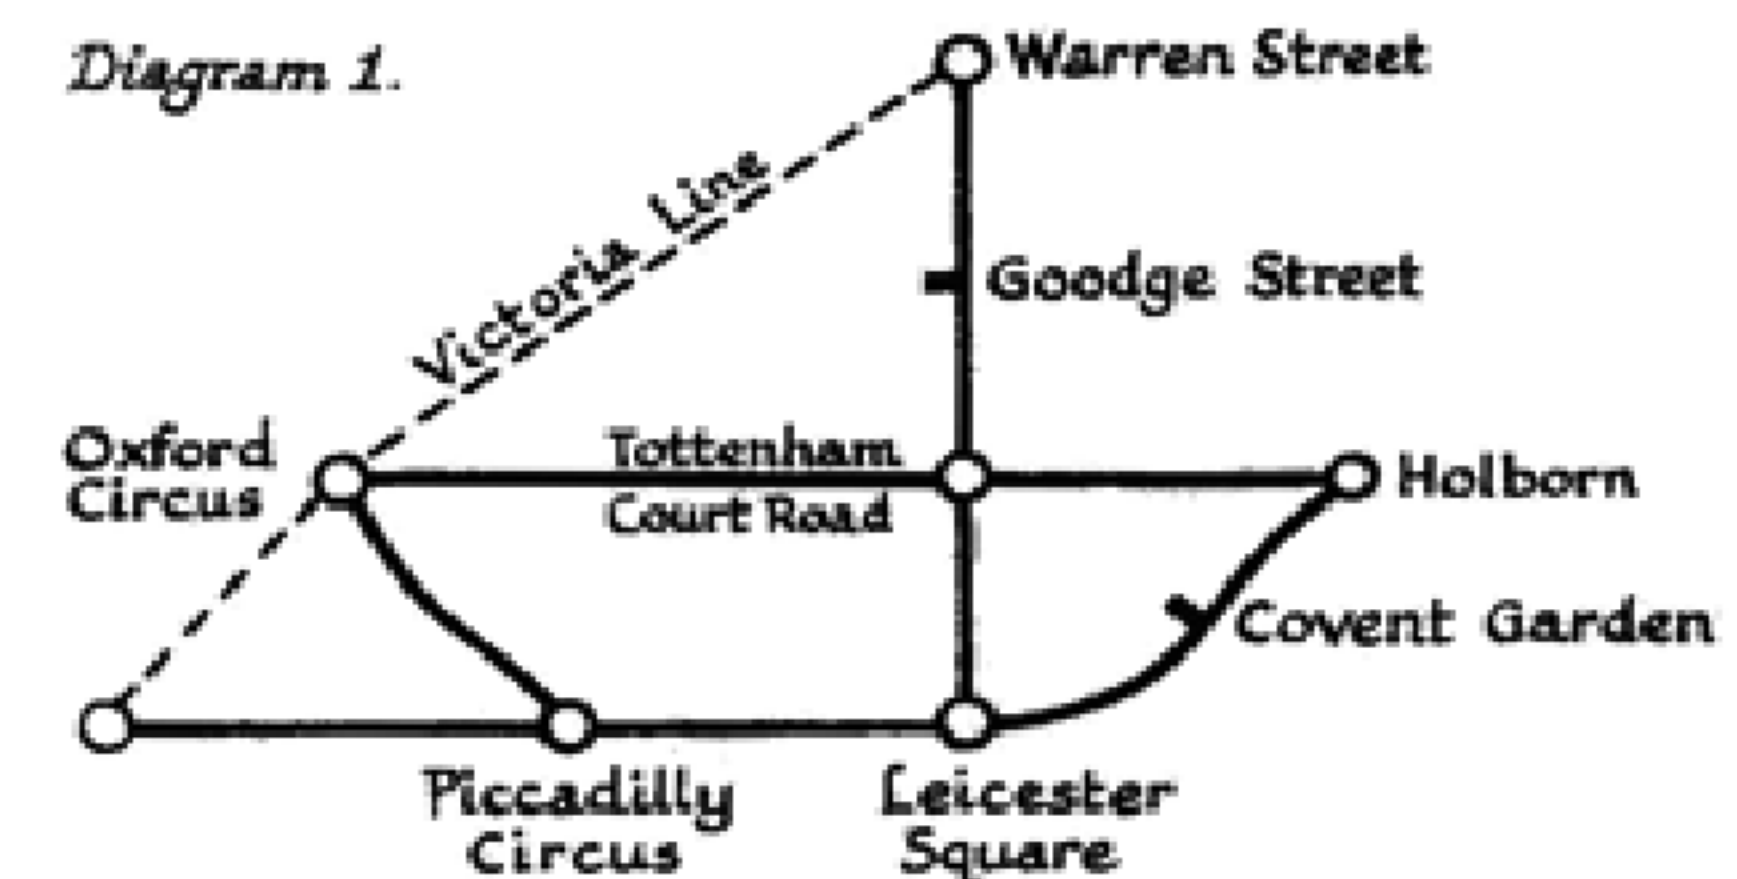 Diagram 1.
Warren Street
Victoria Line
Goodge Street
Oxford
Circus
Tottenham
Court Road
Holborn
Covent Garden
Piccadilly
Circus
Leicester
Square